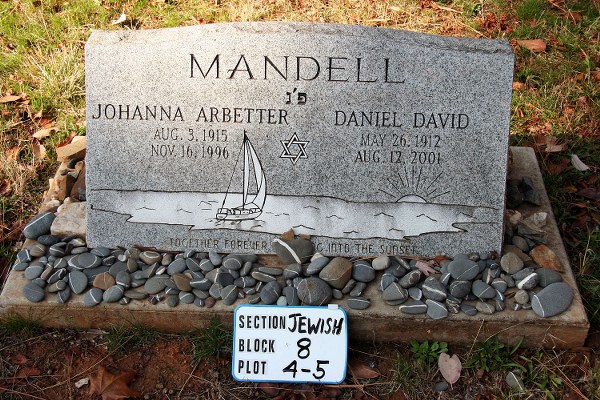 MANDELL
פ'נ
JOHANNA ARBETTER
AUG. 3, 1915
NOV. 16, 1996
DANIEL DAVID
MAY 26, 1912
AUG. 12, 2001
TOGETHER FOREVER INTO THE SUNSET
SECTION JEWISH
BLOCK 8
PLOT 4-5